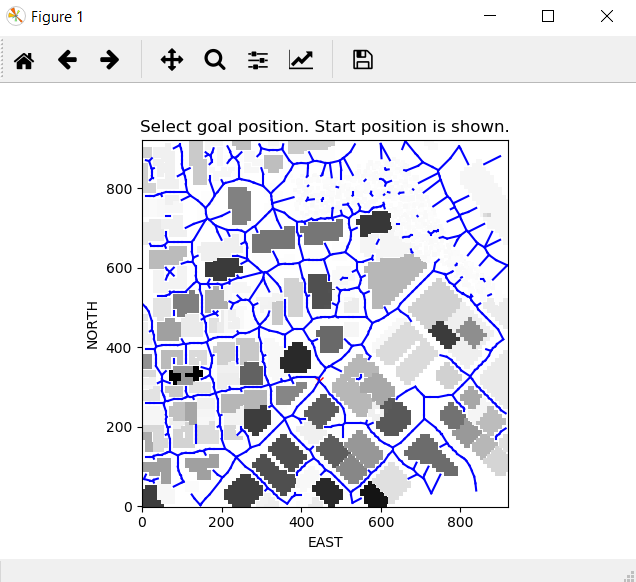 Figure 1
Select goal position. Start position is shown.
800
600
400
200
0
NORTH
0 200 400 600 800
EAST